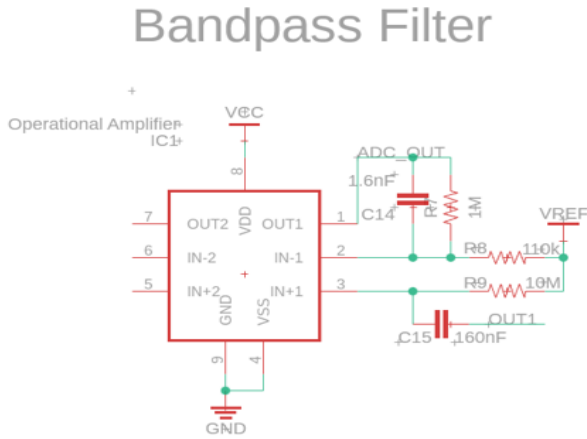 Bandpass Filter
Operational Amplifier
IC1
VCC
8
ADC_OUT
1.6nF
C14
R7
1M
VREF
7 OUT2 VDD OUT1 1
6 IN-2 IN-1 2
R8 110k
5 IN+2 IN+1 3
R9 10M
GND VSS
C15 160nF
OUT1
9 4
GND